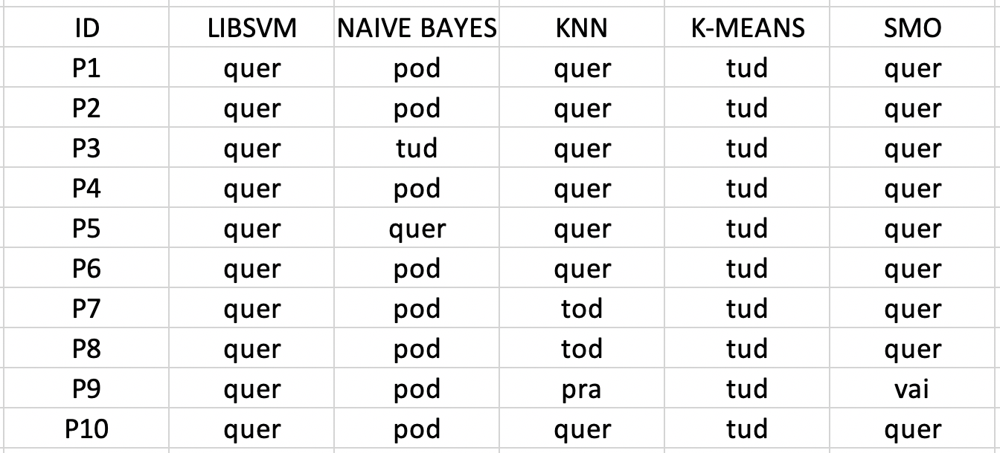 ID LIBSVM NAIVE BAYES KNN K-MEANS SMO
P1 quer pod quer tud quer
P2 quer pod quer tud quer
P3 quer tud quer tud quer
P4 quer pod quer tud quer
P5 quer quer quer tud quer
P6 quer pod quer tud quer
P7 quer pod tod tud quer
P8 quer pod tod tud quer
P9 quer pod pra tud vai
P10 quer pod quer tud quer